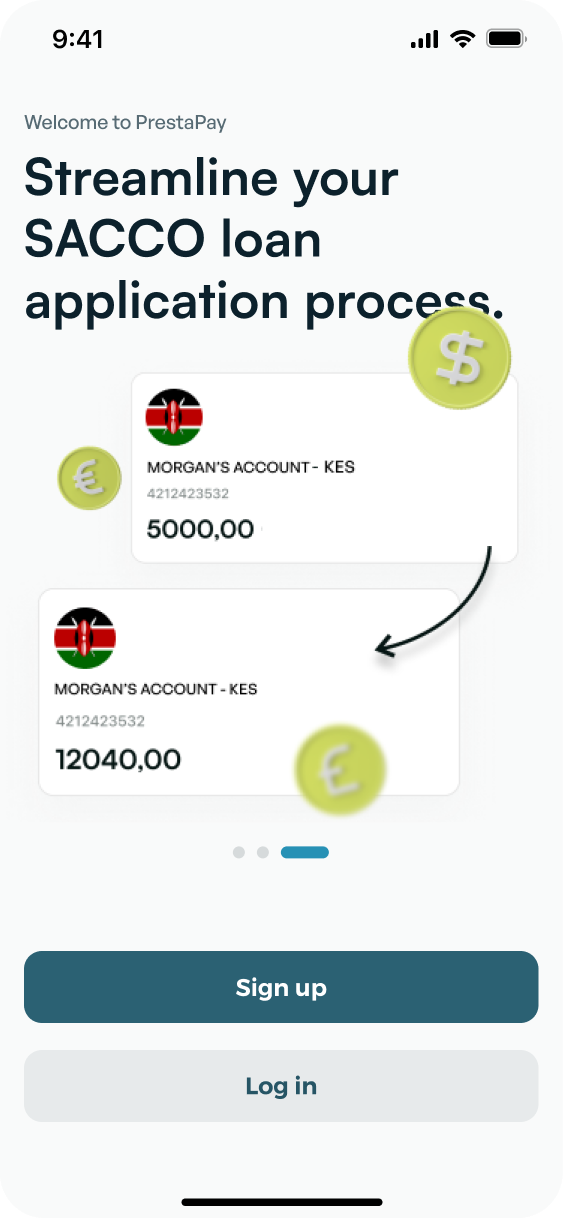 9:41
Welcome to PrestaPay
Streamline your
SACCO loan
application process.
$
MORGAN'S ACCOUNT - KES
€
4212423532
5000,00
MORGAN'S ACCOUNT - KES
4212423532
12040,00
£
Sign up
Log in